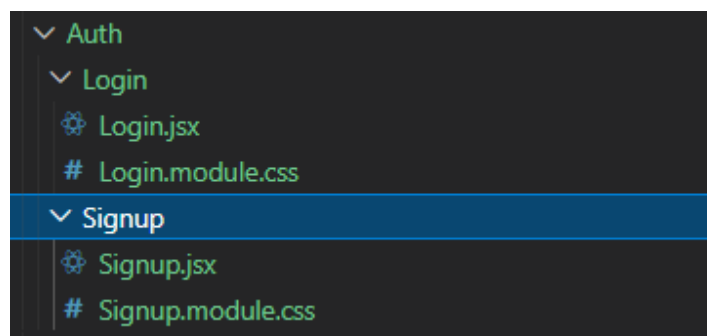 Auth
Login
Login.jsx
# Login.module.css
Signup
Signup.jsx
# Signup.module.css